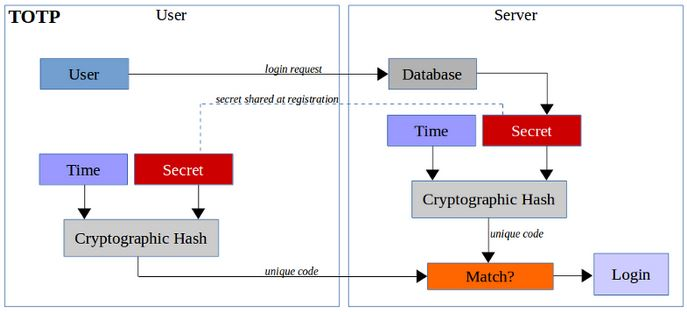 TOTP
User
Server
User
login request
Database
secret shared at registration
Time
Secret
Time
Secret
Cryptographic Hash
Cryptographic Hash
unique code
unique code
Match?
Login